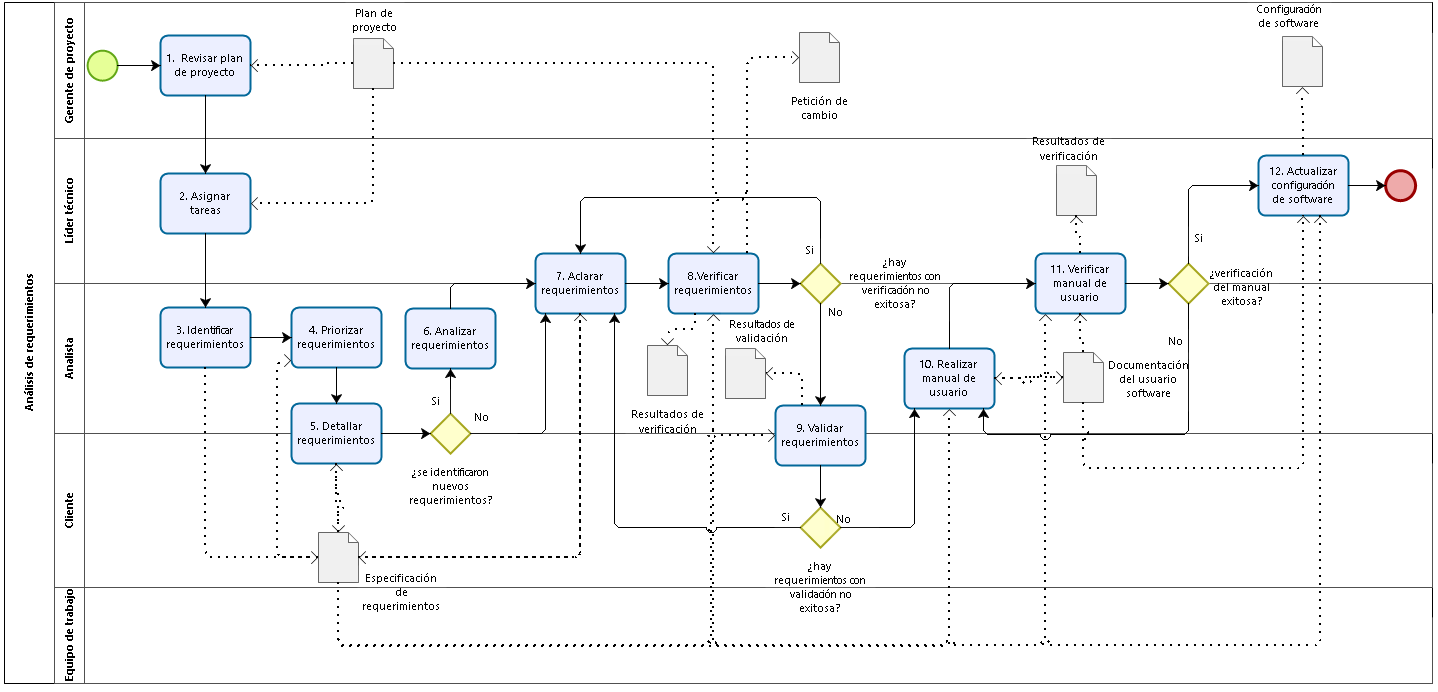 Análisis de requerimientos
Gerente de proyecto
Líder técnico
Analista
Cliente
Equipo de trabajo
1. Revisar plan
de proyecto
Plan de
proyecto
Petición de
cambio
Configuración
de software
2. Asignar
tareas
Resultados de
verificación
12. Actualizar
configuración
de software
3. Identificar
requerimientos
4. Priorizar
requerimientos
5. Detallar
requerimientos
Si
No
¿se identificaron
nuevos
requerimientos?
6. Analizar
requerimientos
7. Aclarar
requerimientos
8.Verificar
requerimientos
Si
No
¿hay
requerimientos con
verificación no
exitosa?
Resultados de
verificación
Resultados de
validación
9. Validar
requerimientos
Si
No
¿hay
requerimientos con
validación no
exitosa?
10. Realizar
manual de
usuario
11. Verificar
manual de
usuario
Si
No
¿verificación
del manual
exitosa?
Documentación
del usuario
software
Especificación
de
requerimientos